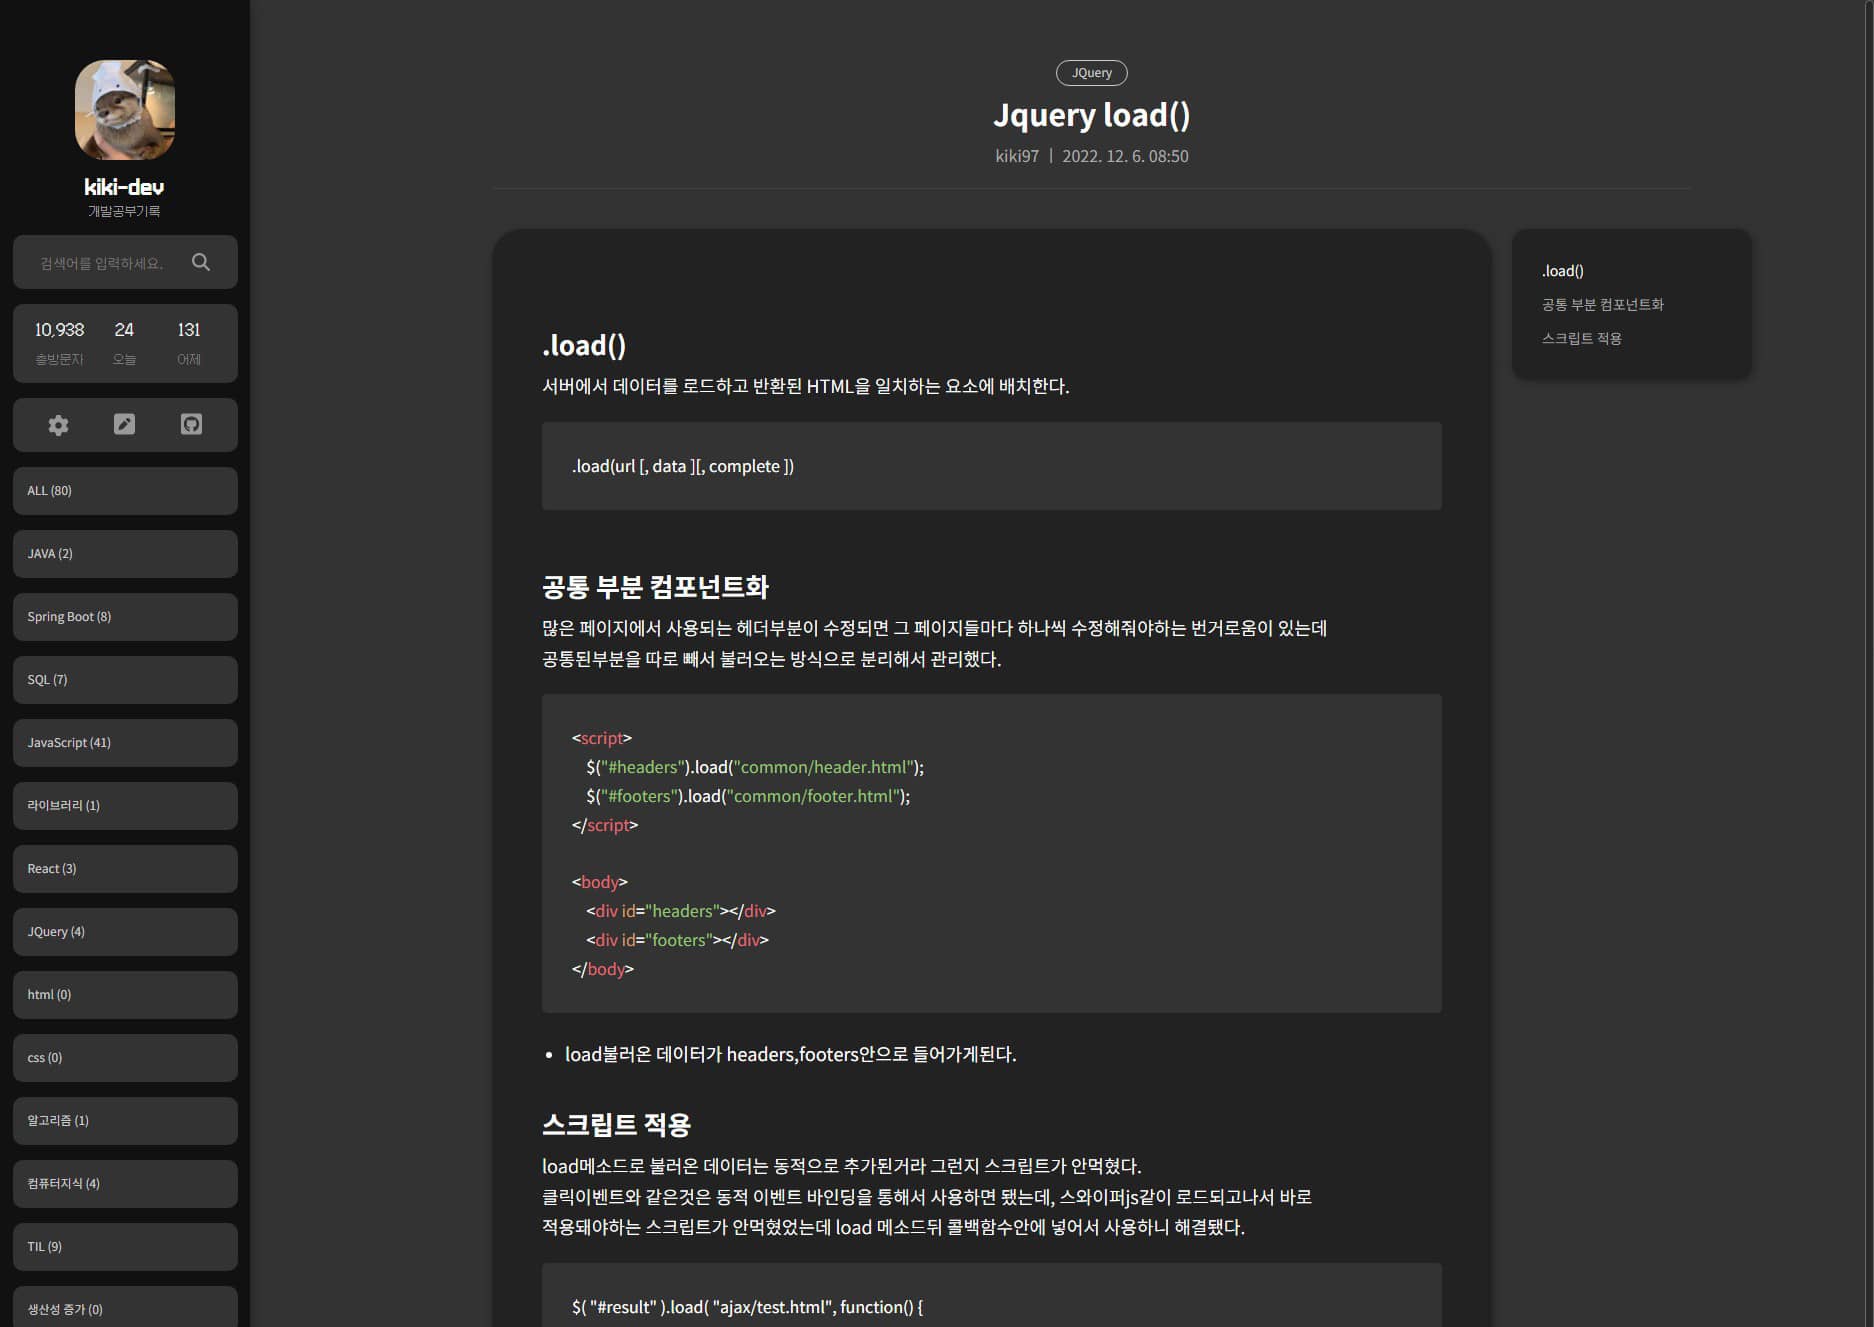 kiki-dev
개발공부기록
검색어를 입력하세요.
10,938 24 131
총방문자 오늘 어제
ALL (80)
JAVA (2)
Spring Boot (8)
SQL (7)
JavaScript (41)
라이브러리 (1)
React (3)
JQuery (4)
html (0)
css (0)
알고리즘 (1)
컴퓨터지식 (4)
TIL (9)
생산성 증가 (0)
JQuery
Jquery load()
kiki97 | 2022. 12. 6. 08:50
.load()
서버에서 데이터를 로드하고 반환된 HTML을 일치하는 요소에 배치한다.
.load(url [, data ][, complete ])
공통 부분 컴포넌트화
많은 페이지에서 사용되는 헤더부분이 수정되면 그 페이지들마다 하나씩 수정해줘야하는 번거로움이 있는데
공통된부분을 따로 빼서 불러오는 방식으로 분리해서 관리했다.
<script>
$("#headers").load("common/header.html");
$("#footers").load("common/footer.html");
</script>
<body>
<div id="headers"></div>
<div id="footers"></div>
</body>
• load불러온 데이터가 headers,footers안으로 들어가게된다.
스크립트 적용
load메소드로 불러온 데이터는 동적으로 추가된거라 그런지 스크립트가 안먹혔다.
클릭이벤트와 같은것은 동적 이벤트 바인딩을 통해서 사용하면 됐는데, 스와이퍼js같이 로드되고나서 바로
적용돼야하는 스크립트가 안먹혔었는데 load 메소드뒤 콜백함수안에 넣어서 사용하니 해결됐다.
$( "#result" ).load( "ajax/test.html", function() {
.load()
공통 부분 컴포넌트화
스크립트 적용